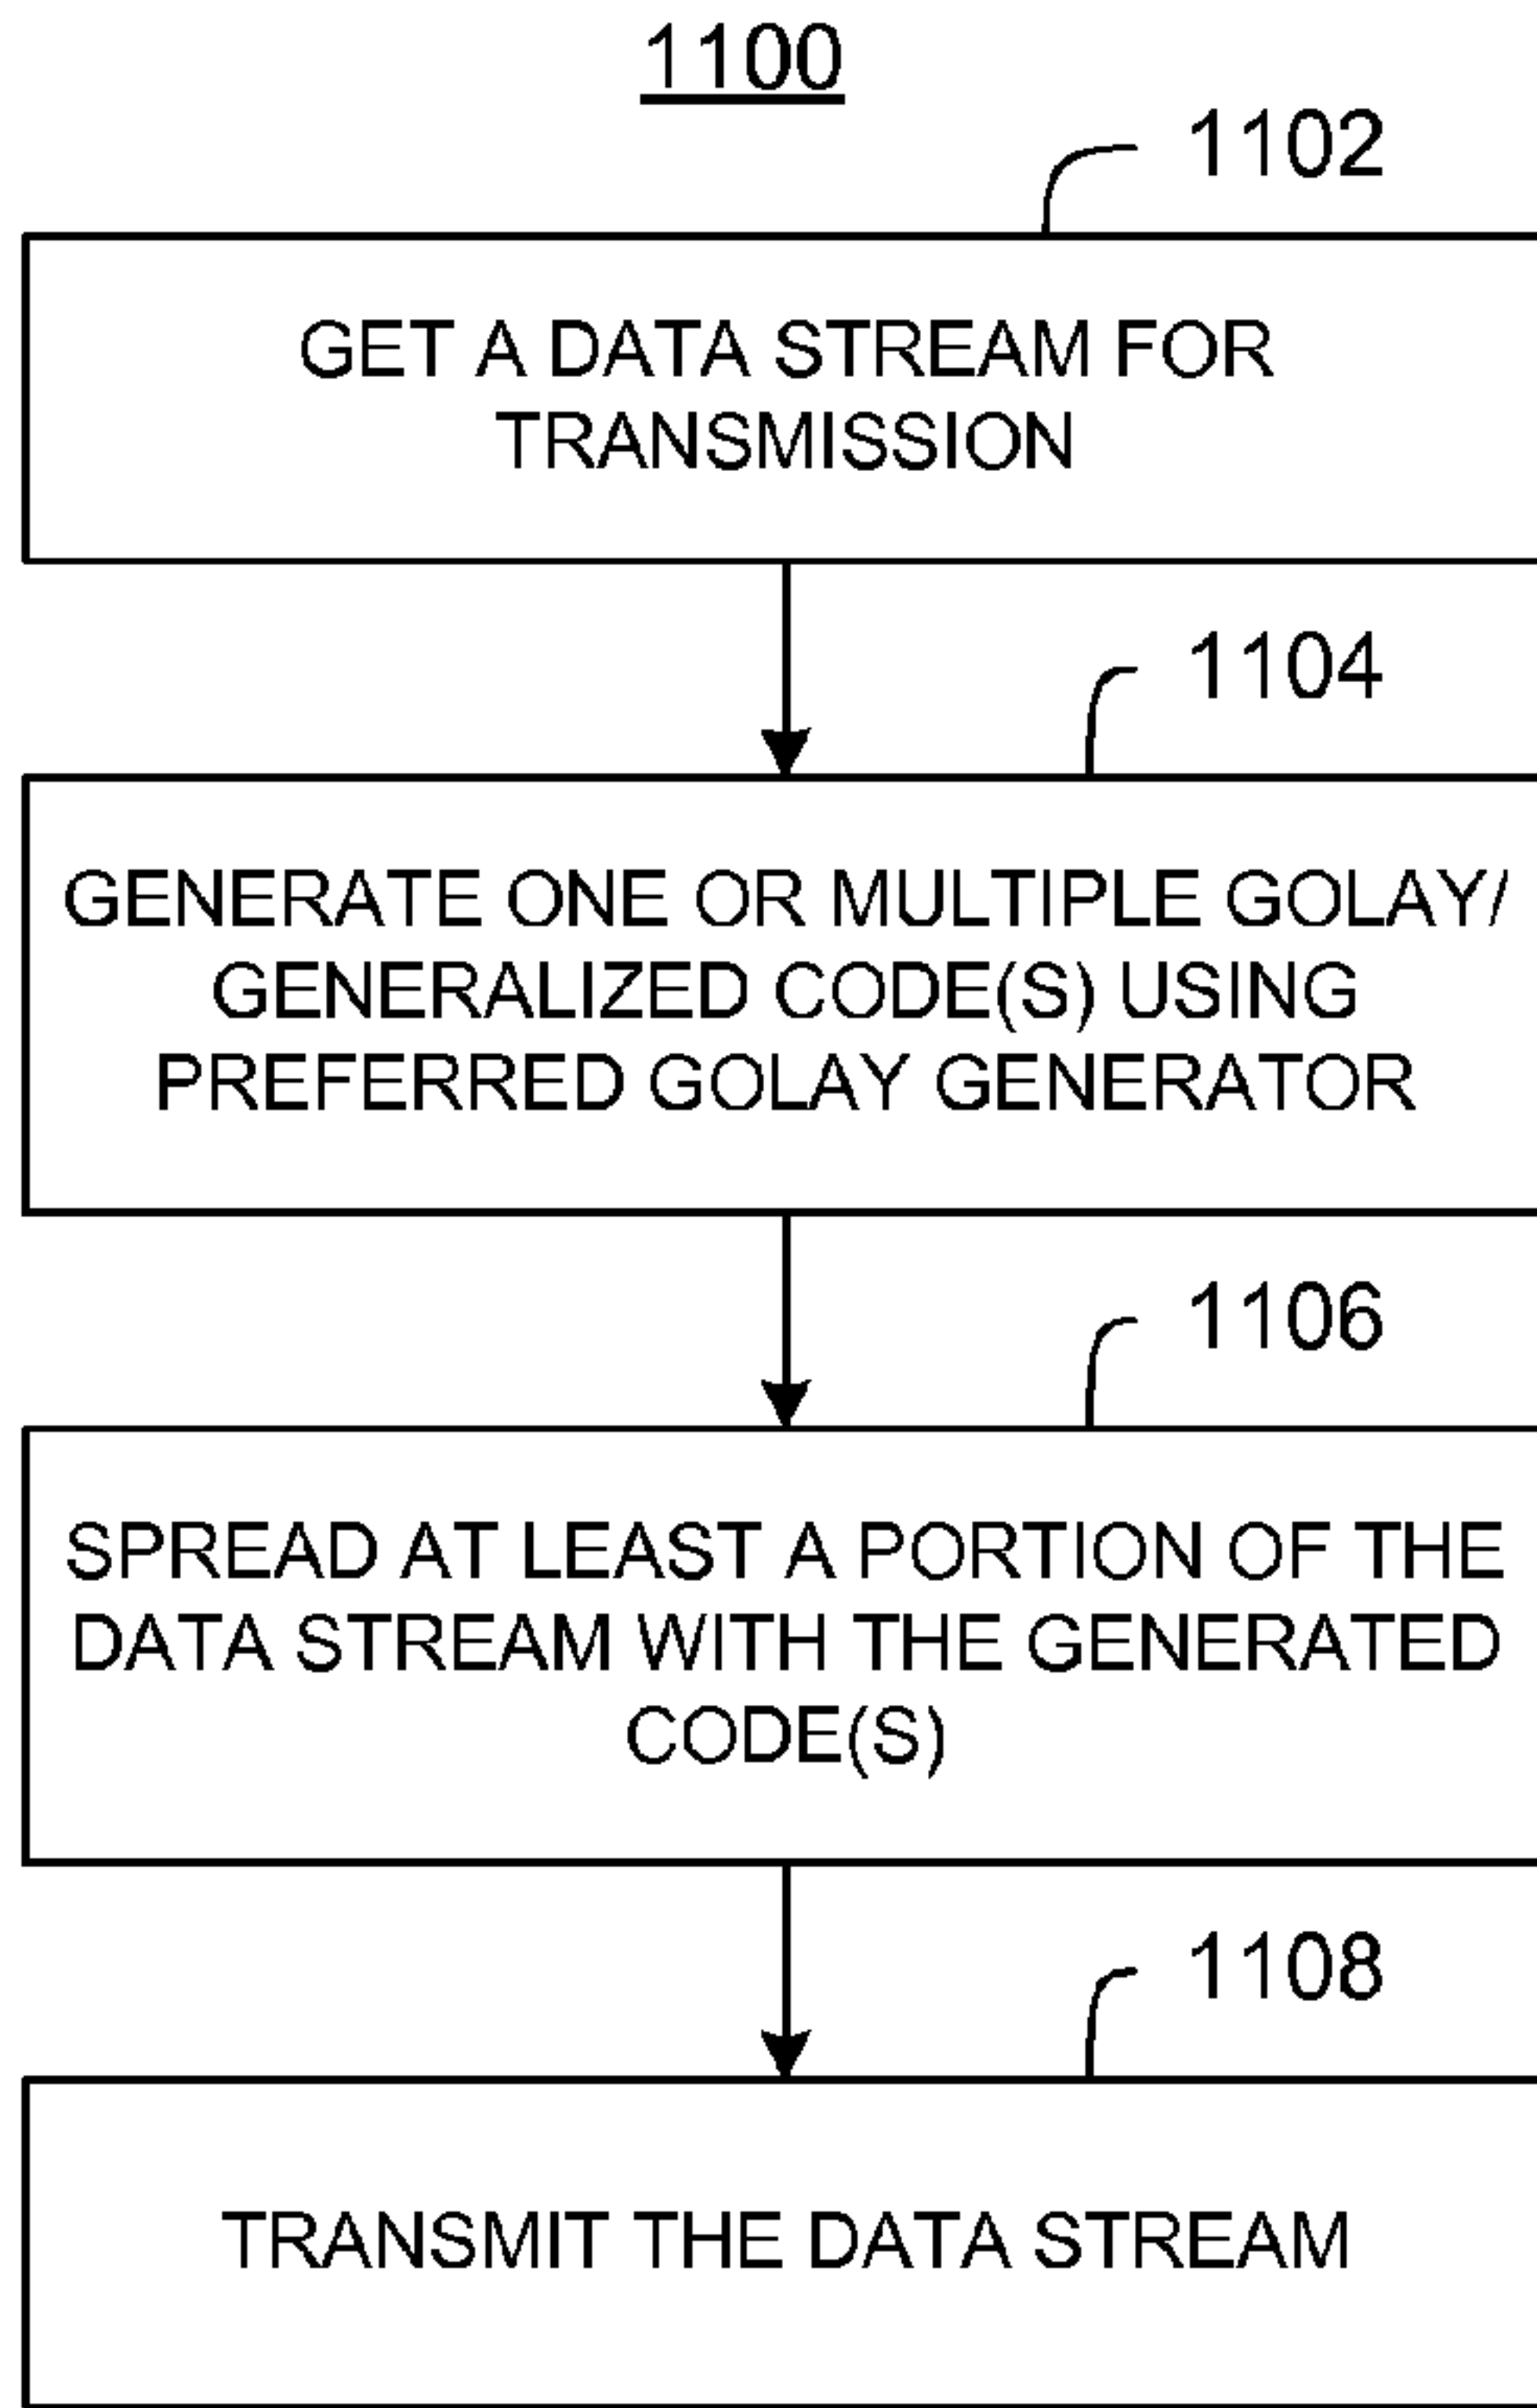 1100
1102
GET A DATA STREAM FOR
TRANSMISSION
1104
GENERATE ONE OR MULTIPLE GOLAY/
GENERALIZED CODE(S) USING
PREFERRED GOLAY GENERATOR
1106
SPREAD AT LEAST A PORTION OF THE
DATA STREAM WITH THE GENERATED
CODE(S)
1108
TRANSMIT THE DATA STREAM